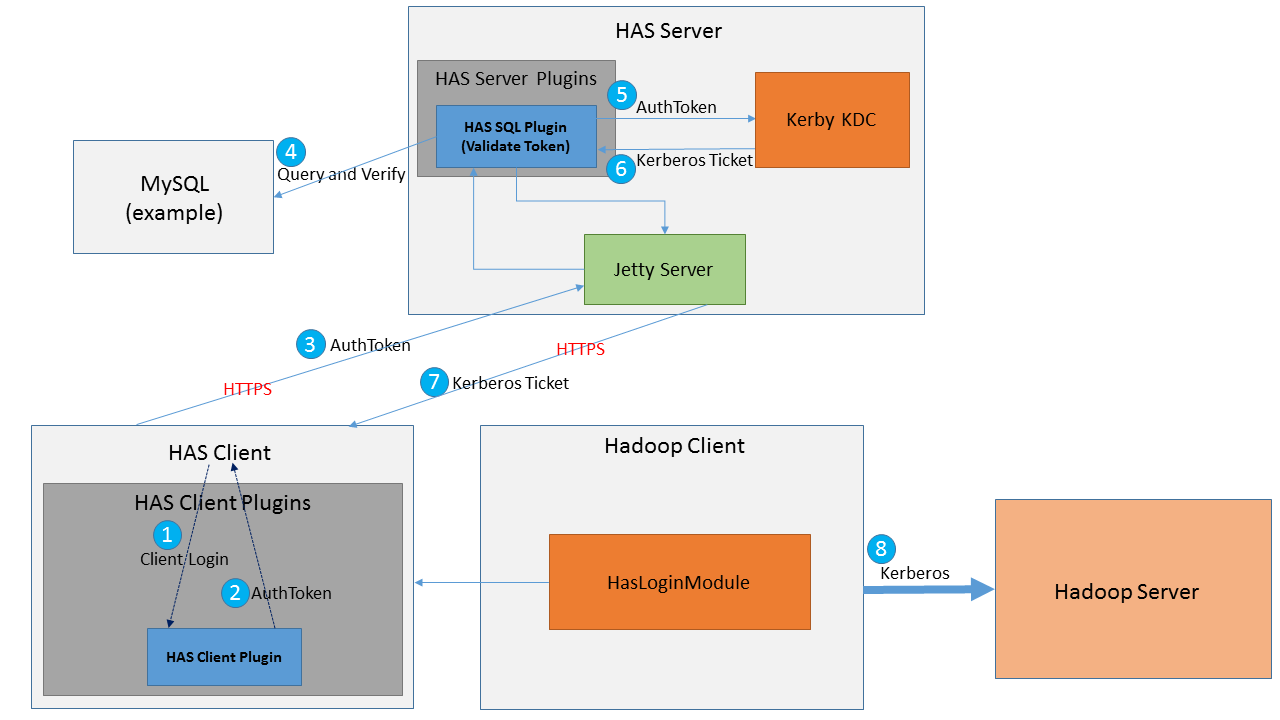 HAS Server
HAS Server Plugins
HAS SQL Plugin
(Validate Token)
5
AuthToken
Kerby KDC
6
Kerberos Ticket
4
Query and Verify
MySQL
(example)
Jetty Server
3
AuthToken
HTTPS
HTTPS
7
Kerberos Ticket
HAS Client
HAS Client Plugins
1
Client Login
2
AuthToken
HAS Client Plugin
Hadoop Client
HasLoginModule
8
Kerberos
Hadoop Server